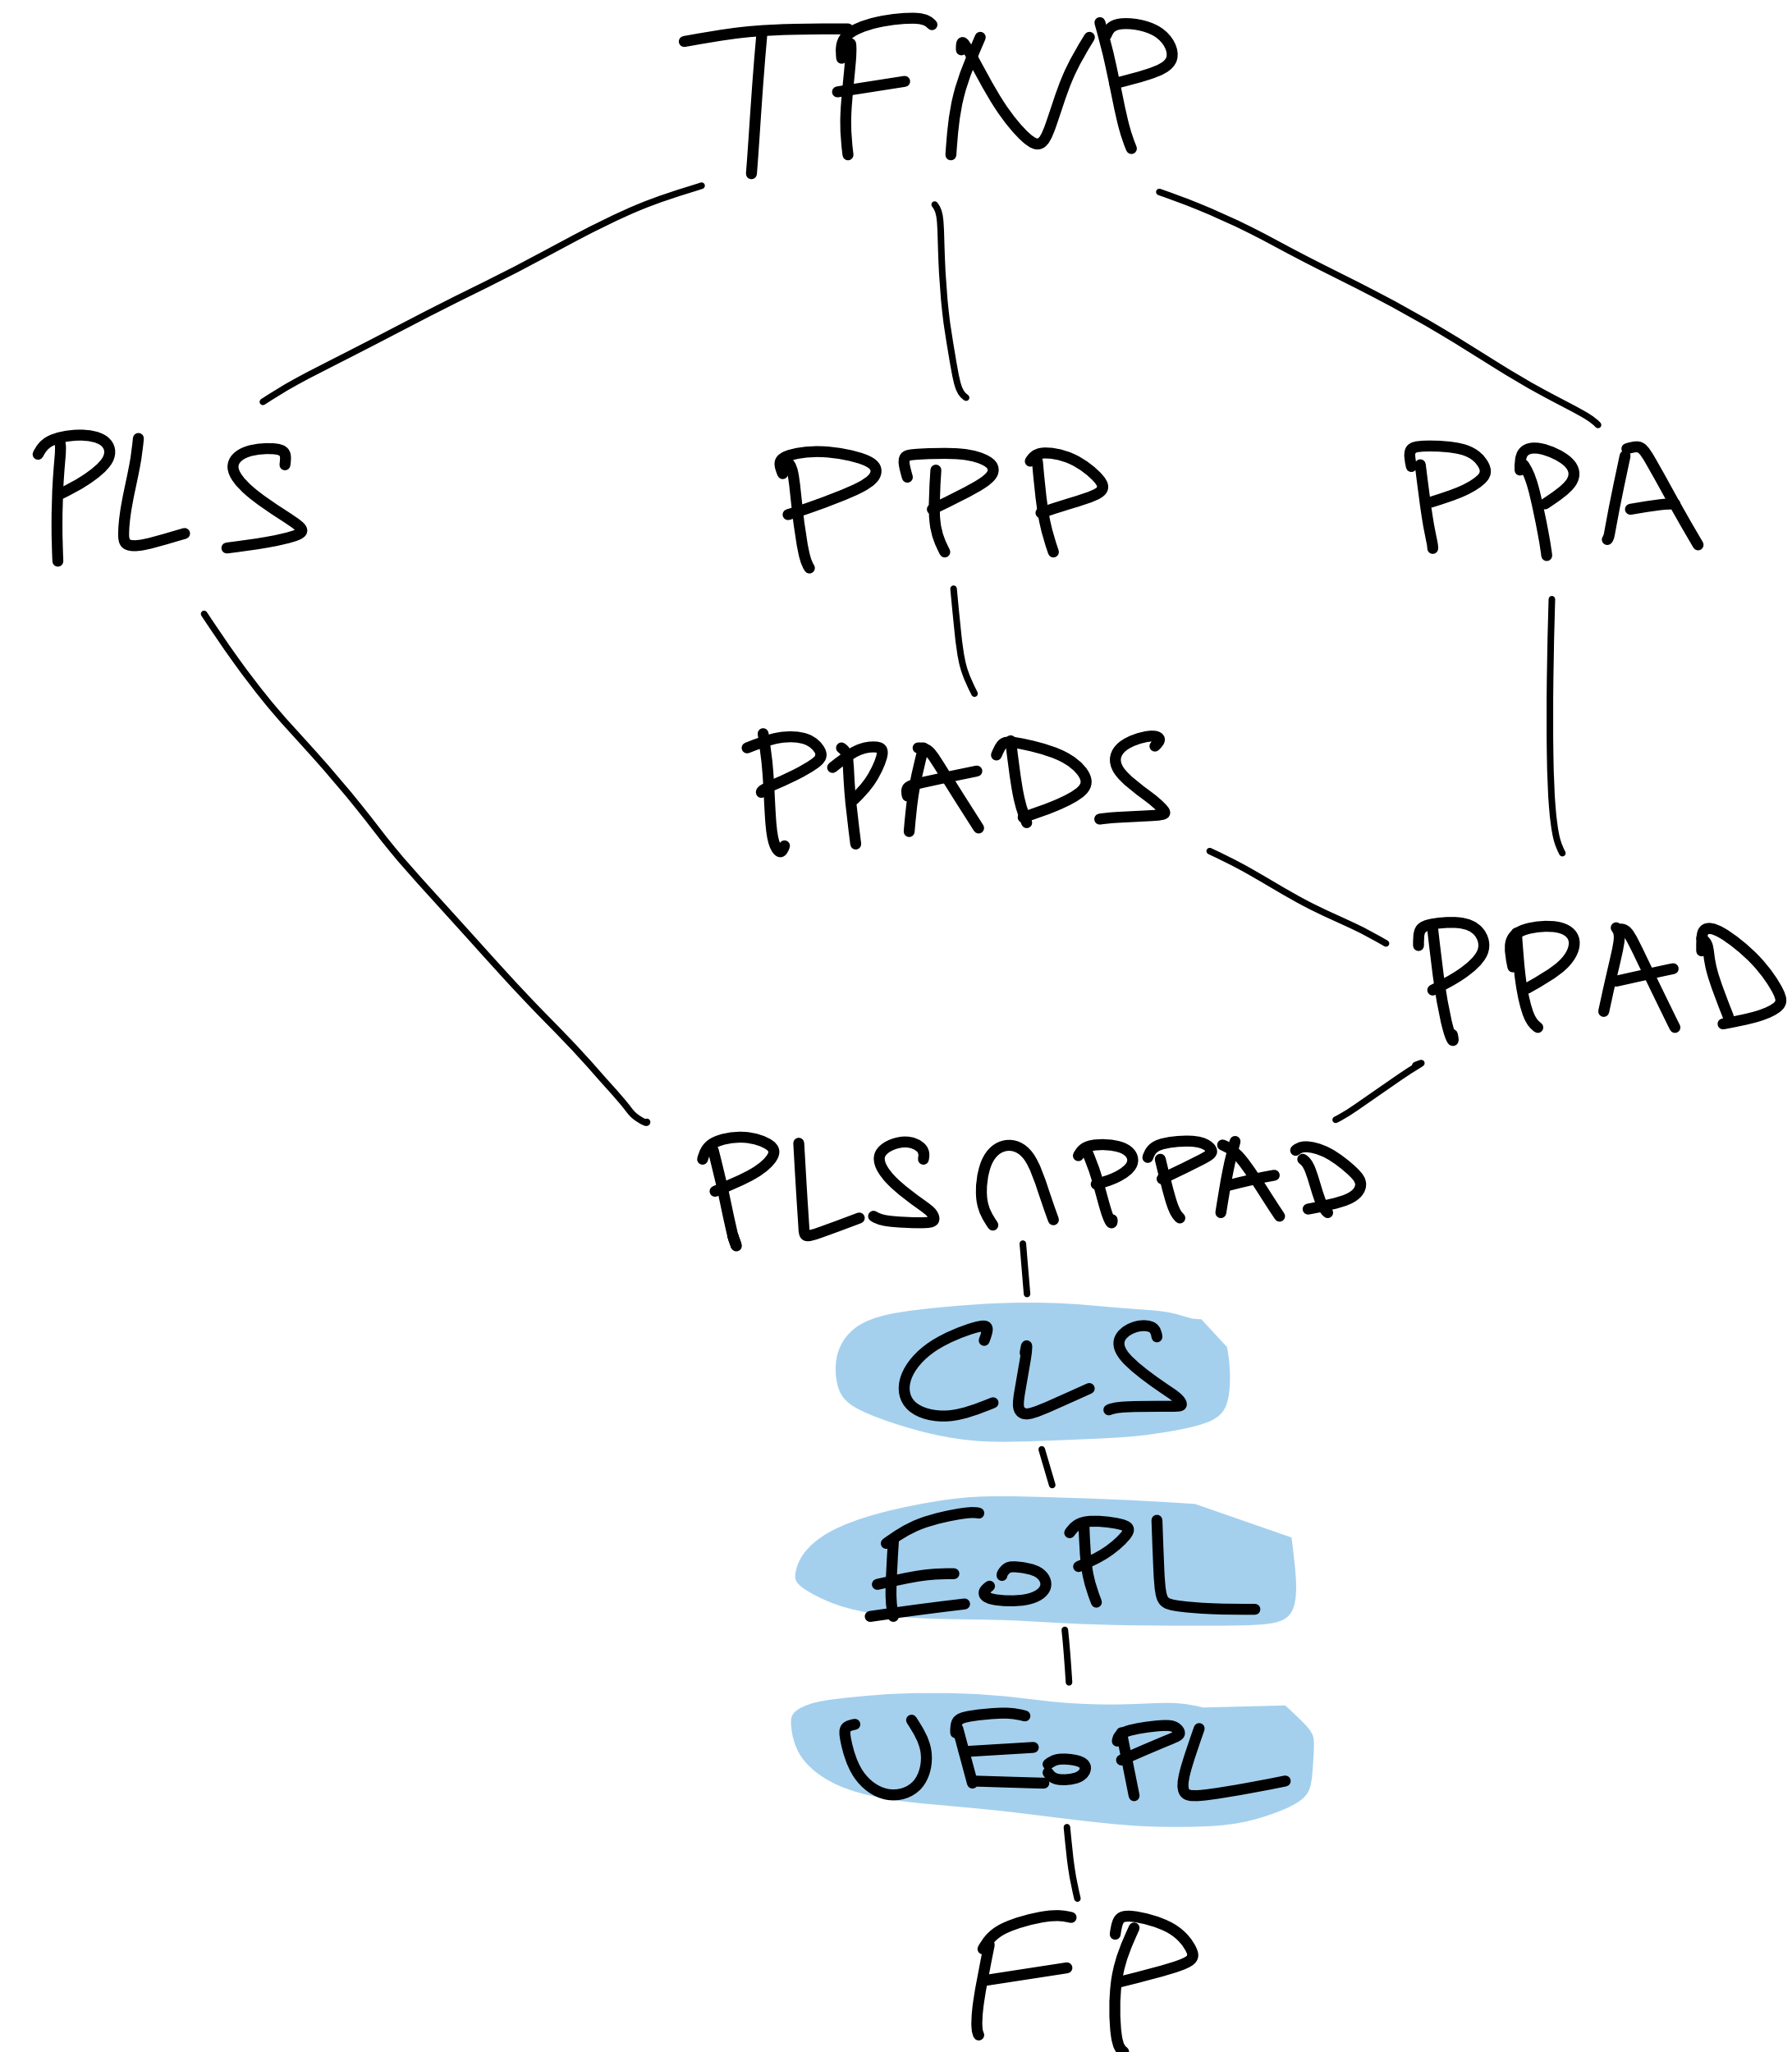 TFNP
PLS PPP PPA
PPADS
PPAD
PLS ∩ PPAD
CLS
EoPL
UEoPL
FP